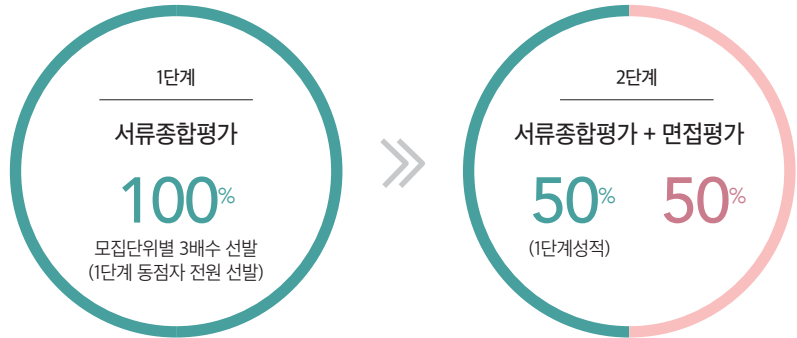 1단계
서류종합평가
100%
모집단위별 3배수 선발
(1단계 동점자 전원 선발)
2단계
서류종합평가 + 면접평가
50% 50%
(1단계성적)